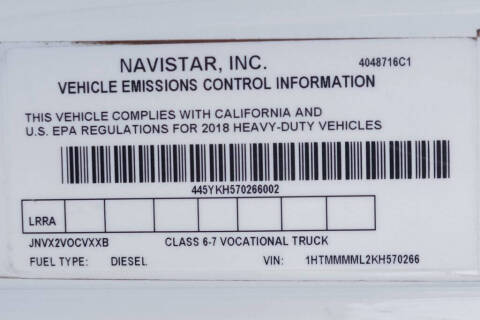 NAVISTAR, INC. 4048716C1
VEHICLE EMISSIONS CONTROL INFORMATION
THIS VEHICLE COMPLIES WITH CALIFORNIA AND
U.S. EPA REGULATIONS FOR 2018 HEAVY-DUTY VEHICLES
445YKH570266002
LRRA
JNVX2VOCVXXB CLASS 6-7 VOCATIONAL TRUCK
FUEL TYPE: DIESEL VIN: 1HTMMMML2KH570266